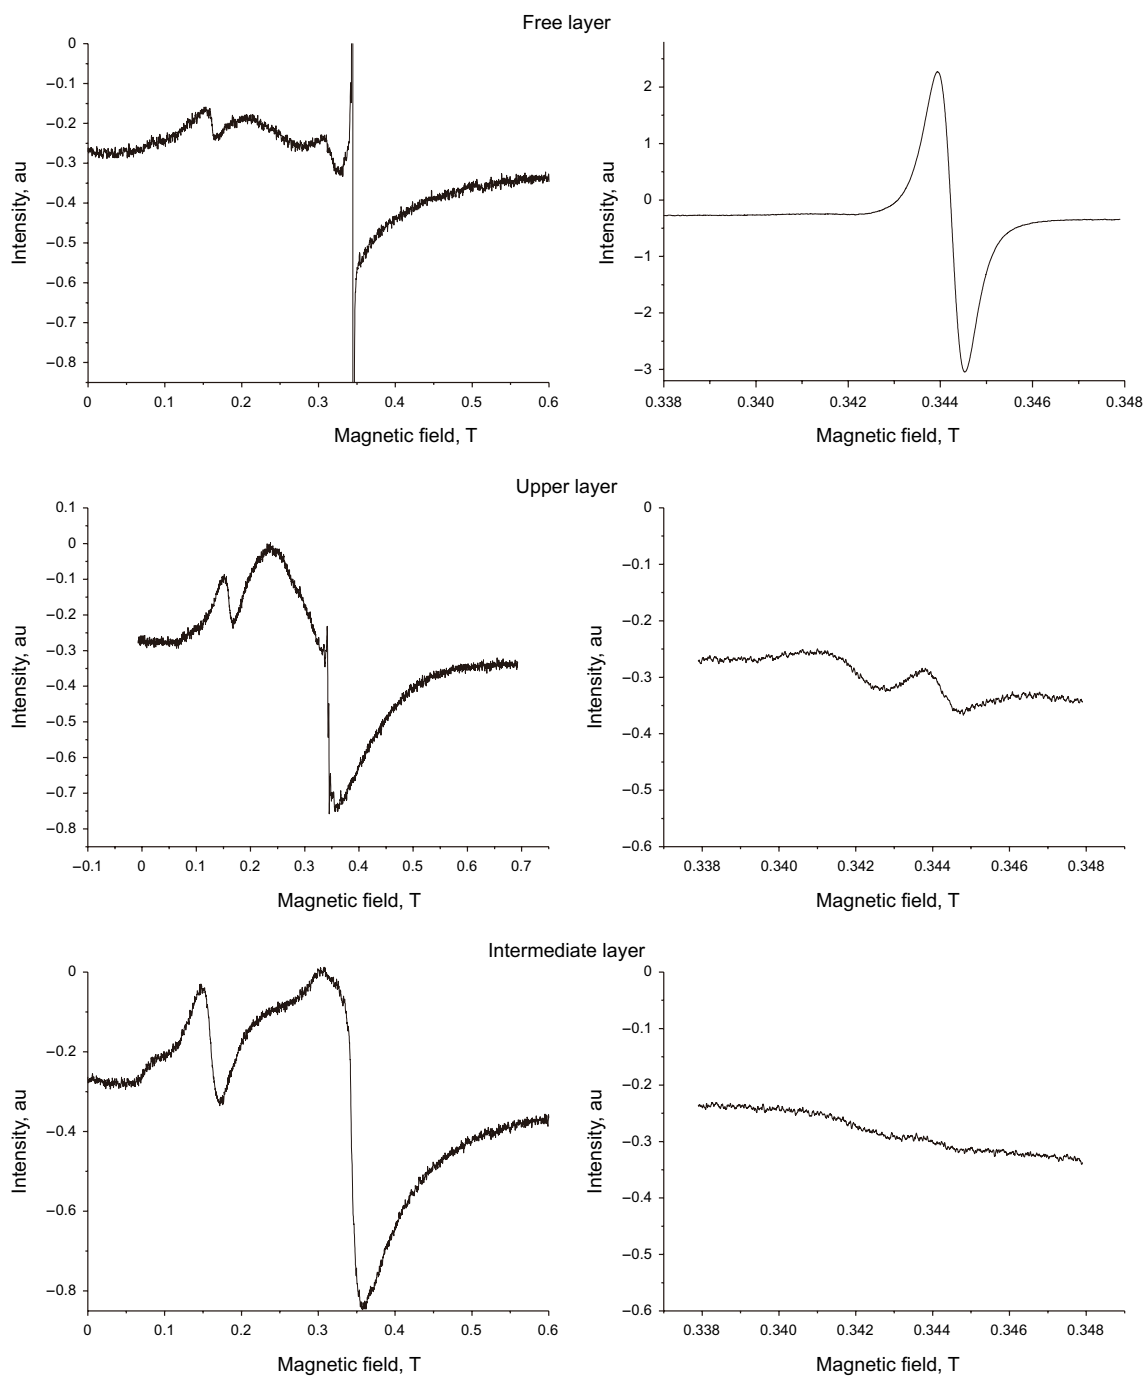 Free layer
0
–0.1
–0.2
–0.3
–0.4
–0.5
–0.6
–0.7
–0.8
Intensity, au
0 0.1 0.2 0.3 0.4 0.5 0.6
Magnetic field, T
2
1
0
–1
–2
–3
Intensity, au
0.338 0.340 0.342 0.344 0.346 0.348
Magnetic field, T
Upper layer
0.1
0
–0.1
–0.2
–0.3
–0.4
–0.5
–0.6
–0.7
–0.8
Intensity, au
–0.1 0 0.1 0.2 0.3 0.4 0.5 0.6 0.7
Magnetic field, T
0
–0.1
–0.2
–0.3
–0.4
–0.5
–0.6
Intensity, au
0.338 0.340 0.342 0.344 0.346 0.348
Magnetic field, T
Intermediate layer
0
–0.2
–0.4
–0.6
–0.8
Intensity, au
0 0.1 0.2 0.3 0.4 0.5 0.6
Magnetic field, T
0
–0.1
–0.2
–0.3
–0.4
–0.5
–0.6
Intensity, au
0.338 0.340 0.342 0.344 0.346 0.348
Magnetic field, T